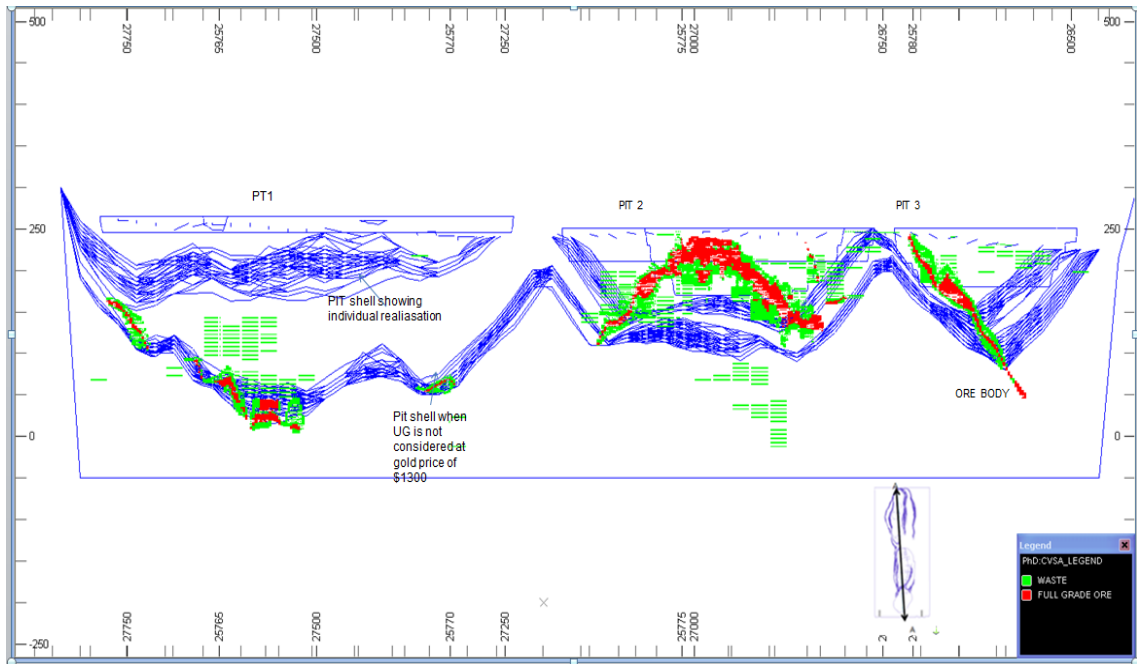 500
27750
25765
27500
25770
27250
25775
27000
26750
25780
26500
500
PT1
PIT 2
PIT 3
250
250
PIT shell showing
individual realiasation
ORE BODY
Pit shell when
UG is not
considered at
gold price of
$1300
0
0
A
Legend
PhD:CVSA_LEGEND
WASTE
FULL GRADE ORE
-250
27750
25765
27500
25770
27250
25775
27000
2
2
A